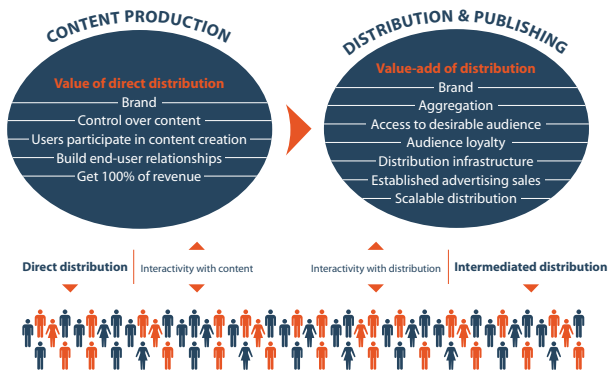 CONTENT PRODUCTION
Value of direct distribution
Brand
Control over content
Users participate in content creation
Build end-user relationships
Get 100% of revenue
DISTRIBUTION & PUBLISHING
Value-add of distribution
Brand
Aggregation
Access to desirable audience
Audience loyalty
Distribution infrastructure
Established advertising sales
Scalable distribution
Direct distribution
Interactivity with content
Interactivity with distribution
Intermediated distribution